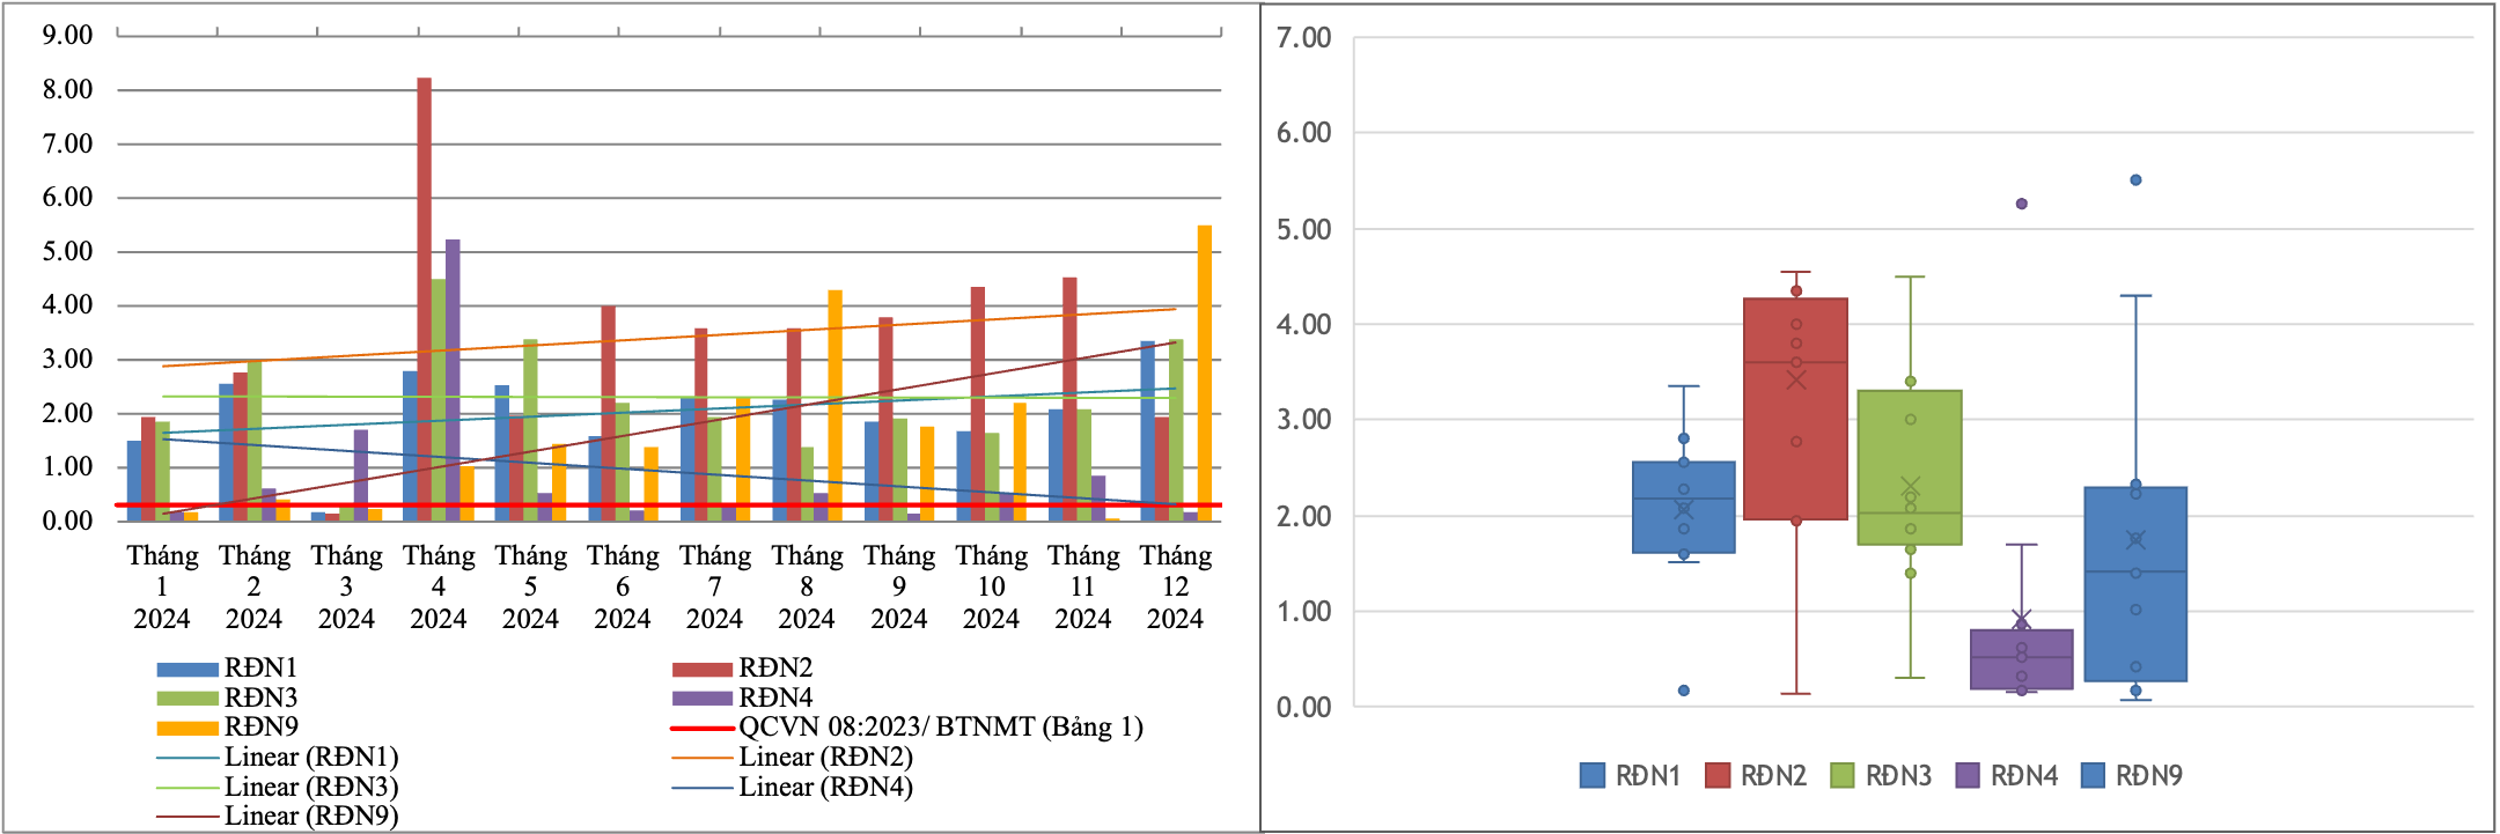 9.00
8.00
7.00
6.00
5.00
4.00
3.00
2.00
1.00
0.00
Tháng Tháng Tháng Tháng Tháng Tháng Tháng Tháng Tháng Tháng Tháng Tháng
1 2 3 4 5 6 7 8 9 10 11 12
2024 2024 2024 2024 2024 2024 2024 2024 2024 2024 2024 2024
RĐN1 RĐN2
RĐN3 RĐN4
RĐN9 QCVN 08:2023/ BTNMT (Bảng 1)
Linear (RĐN1) Linear (RĐN2)
Linear (RĐN3) Linear (RĐN4)
Linear (RĐN9)
7.00
6.00
5.00
4.00
3.00
2.00
1.00
0.00
RĐN1 RĐN2 RĐN3 RĐN4 RĐN9